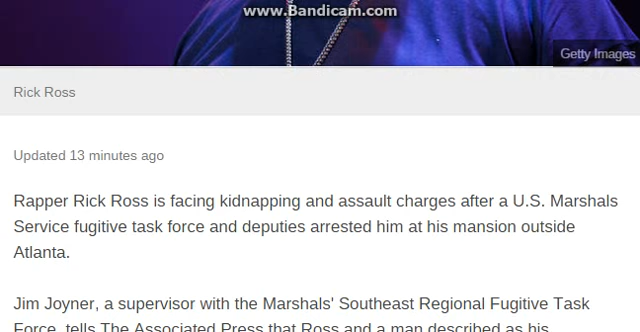 www.Bandicam.com
Getty Images
Rick Ross
Updated 13 minutes ago
Rapper Rick Ross is facing kidnapping and assault charges after a U.S. Marshals
Service fugitive task force and deputies arrested him at his mansion outside
Atlanta.
Jim Joyner, a supervisor with the Marshals' Southeast Regional Fugitive Task
Force, tells The Associated Press that Ross and a man described as his